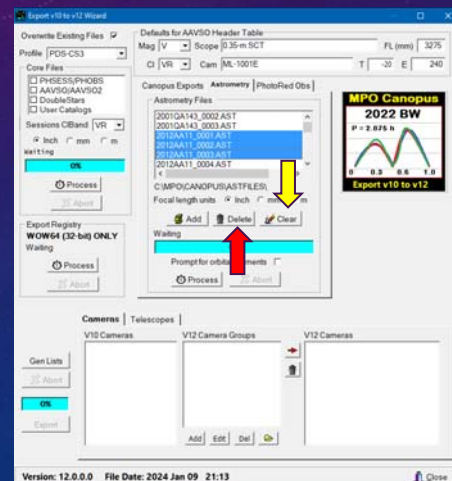 Export v10 to v12 Wizard
Overwrite Existing Files
Profile PDS-CS3
Core Files
PHSESS/PHOBS
AAVSO/AAVSO2
DoubleStars
User Catalogs
Sessions CIBand VR
Inch mm m
Waiting
0%
Process
Abort
Export Registry
WOW64 (32-bit) ONLY
Waiting
Process
Abort
Defaults for AAVSO Header Table
Mag V Scope 0.35-m SCT FL (mm) 3275
CI VR Cam ML-1001E T -20 E 240
Canopus Exports Astrometry PhotoRed Obs
Astrometry Files
2001QA143_0002.AST
2001QA143_0003.AST
2012AA11_0001.AST
2012AA11_0002.AST
2012AA11_0003.AST
2012AA11_0004.AST
C:\MPO\CANOPUS\ASTFILES\
Focal length units Inch mm m
Add Delete Clear
Waiting
Prompt for orbital elements
Process Abort
MPO Canopus
2022 BW
P = 2.875 h
0 0.3 0.6 1.0
Export v10 to v12
Cameras Telescopes
V10 Cameras V12 Camera Groups V12 Cameras
Gen Lists
Abort
0%
Export
Add Edit Del
Version: 12.0.0.0 File Date: 2024 Jan 09 21:13 Close